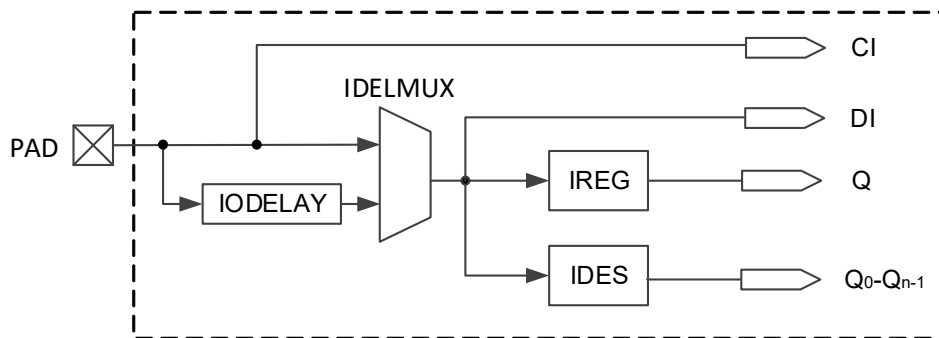 CI
IDELMUX
DI
PAD
IODELAY
IREG
Q
IDES
Q0-Qn-1